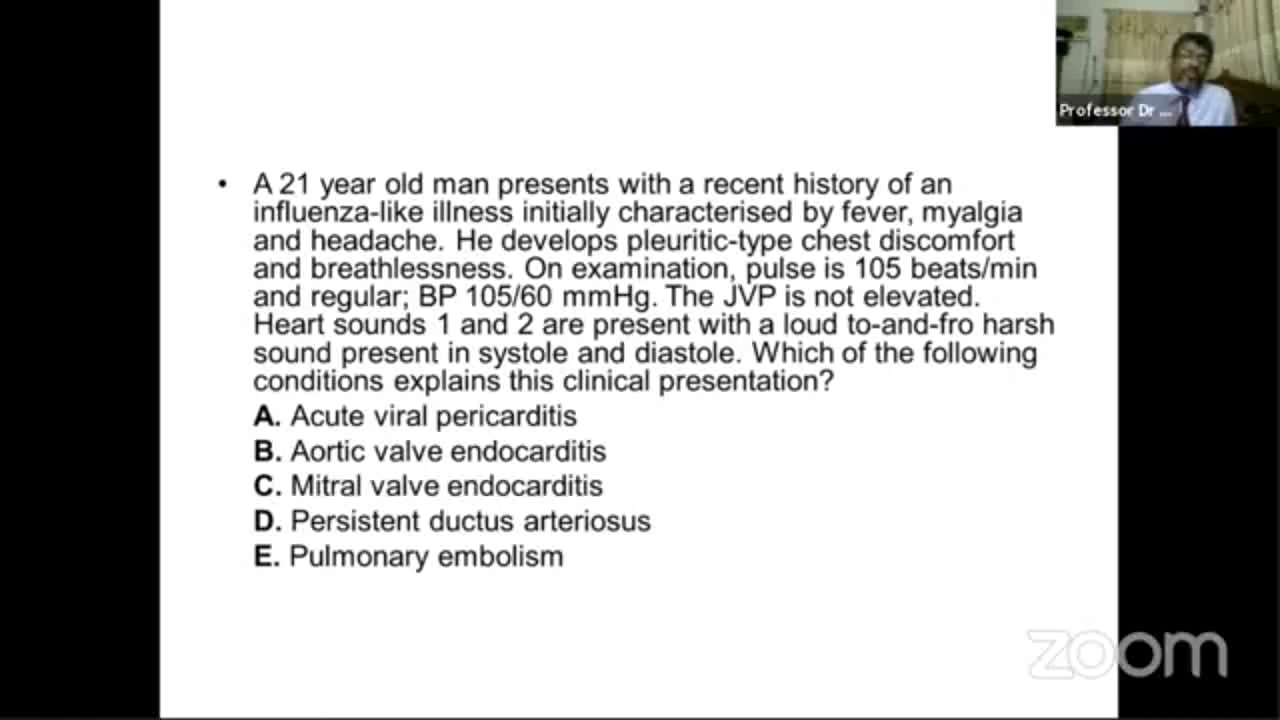 Professor Dr ...
• A 21 year old man presents with a recent history of an
influenza-like illness initially characterised by fever, myalgia
and headache. He develops pleuritic-type chest discomfort
and breathlessness. On examination, pulse is 105 beats/min
and regular; BP 105/60 mmHg. The JVP is not elevated.
Heart sounds 1 and 2 are present with a loud to-and-fro harsh
sound present in systole and diastole. Which of the following
conditions explains this clinical presentation?
A. Acute viral pericarditis
B. Aortic valve endocarditis
C. Mitral valve endocarditis
D. Persistent ductus arteriosus
E. Pulmonary embolism
zoom